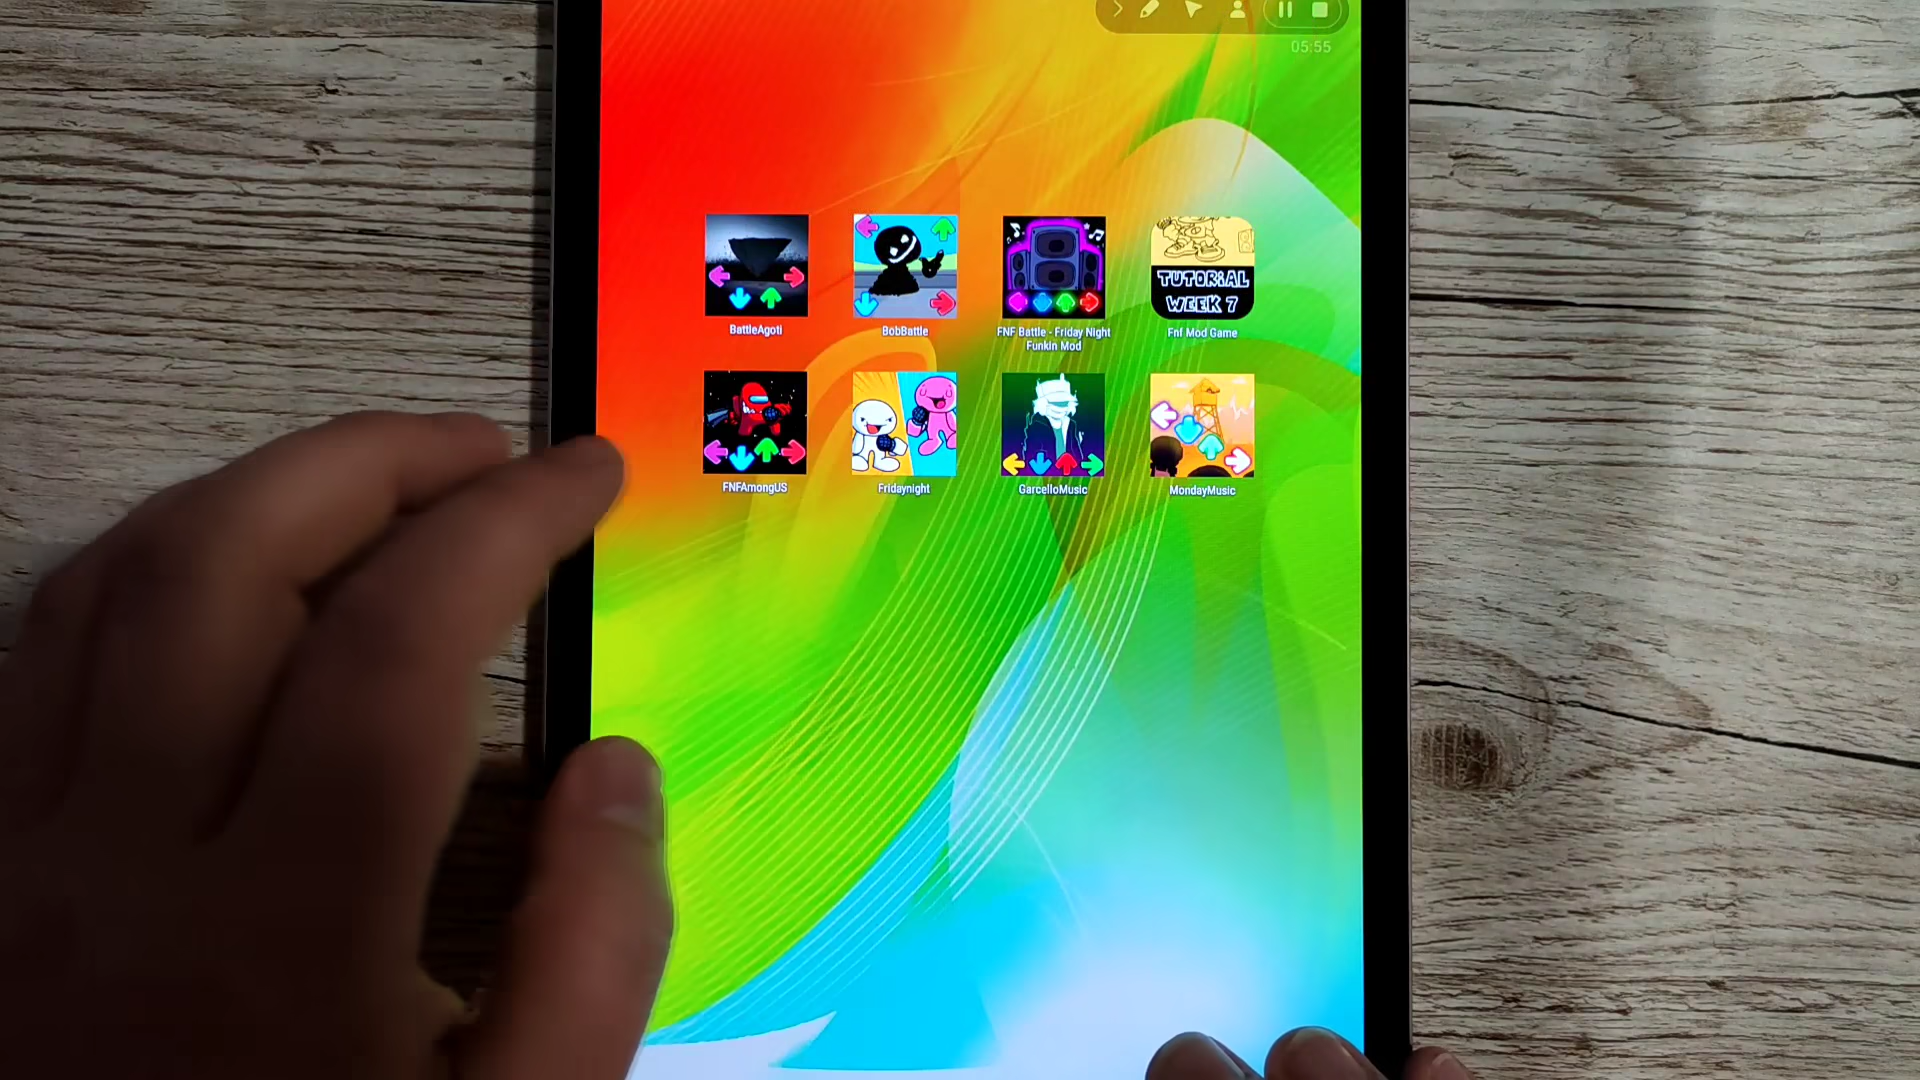 05:55
TUTORIAL
WEEK 7
BattleAgoti
BobBattle
FNF Battle - Friday Night
Funkin Mod
Fnf Mod Game
FNFAmongUS
Fridaynight
GarcelloMusic
MondayMusic